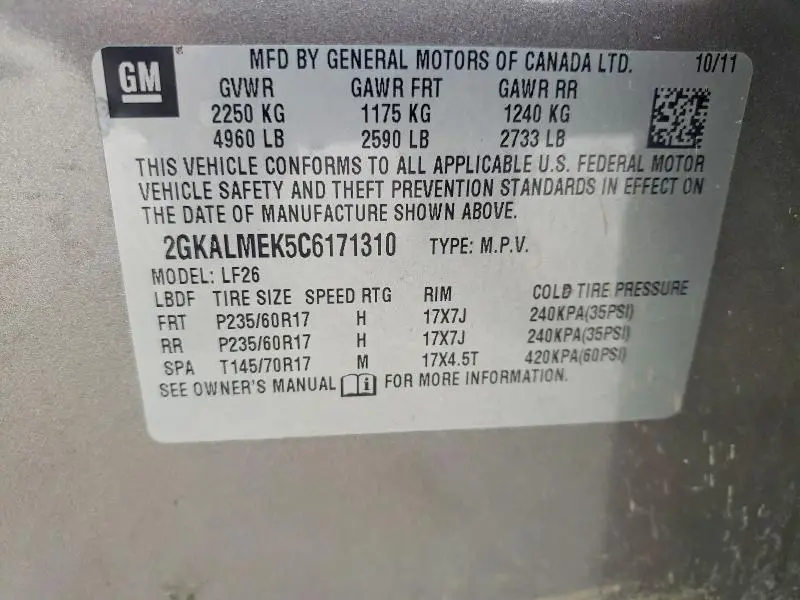 GM
MFD BY GENERAL MOTORS OF CANADA LTD. 10/11
GVWR GAWR FRT GAWR RR
2250 KG 1175 KG 1240 KG
4960 LB 2590 LB 2733 LB
THIS VEHICLE CONFORMS TO ALL APPLICABLE U.S. FEDERAL MOTOR
VEHICLE SAFETY AND THEFT PREVENTION STANDARDS IN EFFECT ON
THE DATE OF MANUFACTURE SHOWN ABOVE.
2GKALMEK5C6171310 TYPE: M.P.V.
MODEL: LF26
LBDF TIRE SIZE SPEED RTG RIM COLD TIRE PRESSURE
FRT P235/60R17 H 17X7J 240KPA(35PSI)
RR P235/60R17 H 17X7J 240KPA(35PSI)
SPA T145/70R17 M 17X4.5T 420KPA(60PSI)
SEE OWNER'S MANUAL FOR MORE INFORMATION.